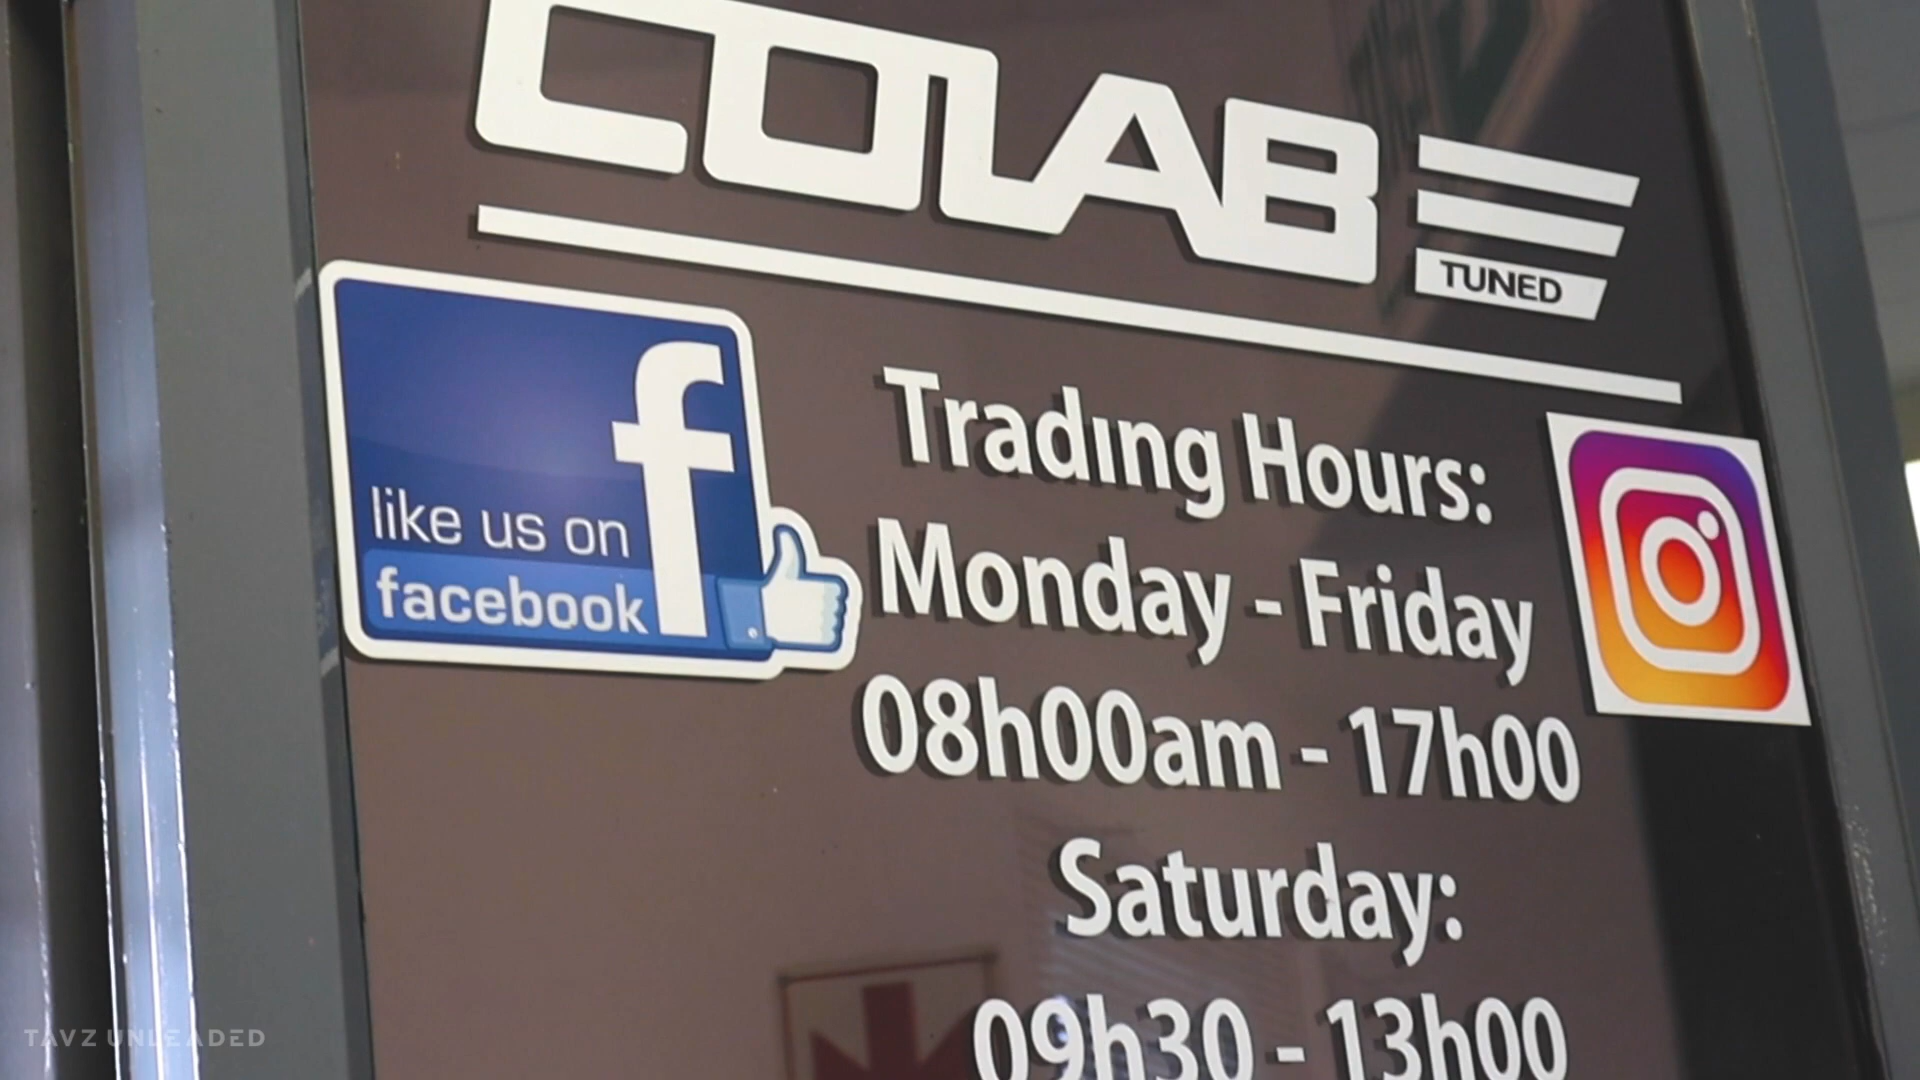 COLAB
TUNED
like us on
facebook
f
Trading Hours:
Monday - Friday
08h00am - 17h00
Saturday:
09h30 - 13h00
TAVZ UNLEADED